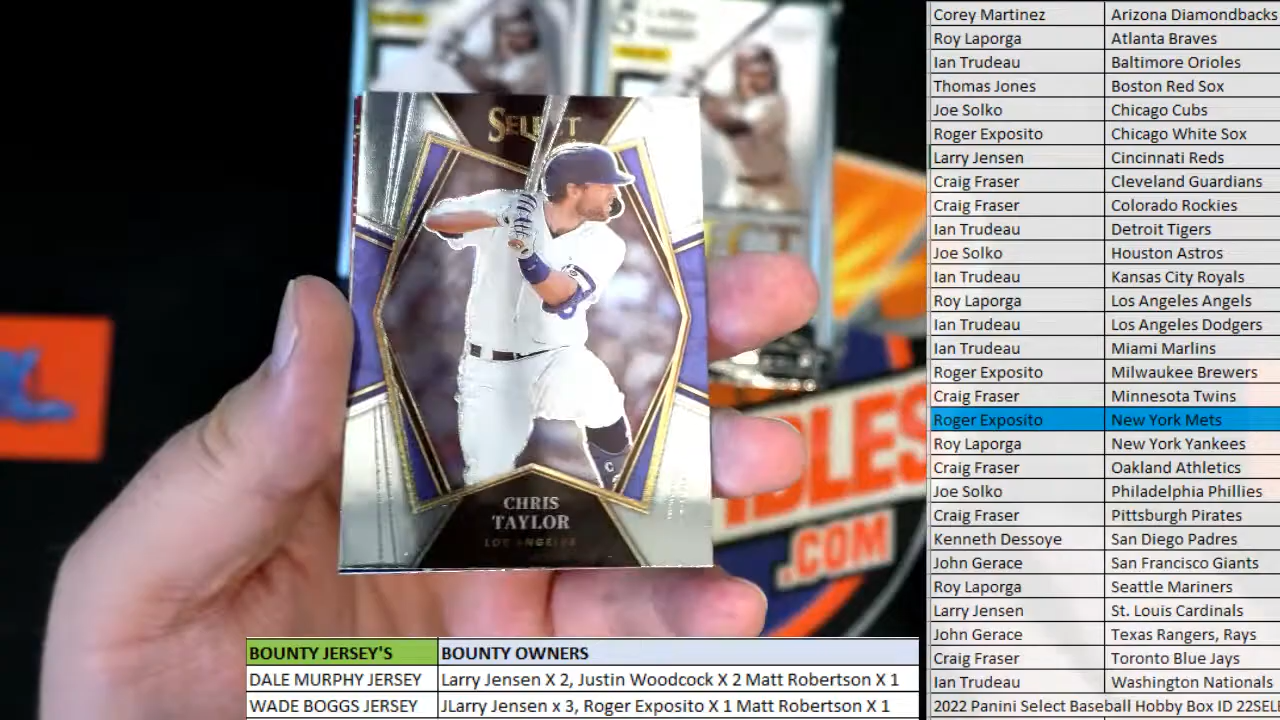 SELECT
CHRIS
TAYLOR
LOS ANGELES
IBLES
.COM
Corey Martinez Arizona Diamondbacks
Roy Laporga Atlanta Braves
Ian Trudeau Baltimore Orioles
Thomas Jones Boston Red Sox
Joe Solko Chicago Cubs
Roger Exposito Chicago White Sox
Larry Jensen Cincinnati Reds
Craig Fraser Cleveland Guardians
Craig Fraser Colorado Rockies
Ian Trudeau Detroit Tigers
Joe Solko Houston Astros
Ian Trudeau Kansas City Royals
Roy Laporga Los Angeles Angels
Ian Trudeau Los Angeles Dodgers
Ian Trudeau Miami Marlins
Roger Exposito Milwaukee Brewers
Craig Fraser Minnesota Twins
Roger Exposito New York Mets
Roy Laporga New York Yankees
Craig Fraser Oakland Athletics
Joe Solko Philadelphia Phillies
Craig Fraser Pittsburgh Pirates
Kenneth Dessoye San Diego Padres
John Gerace San Francisco Giants
Roy Laporga Seattle Mariners
Larry Jensen St. Louis Cardinals
John Gerace Texas Rangers, Rays
Craig Fraser Toronto Blue Jays
Ian Trudeau Washington Nationals
2022 Panini Select Baseball Hobby Box ID 22SELE
BOUNTY JERSEY'S BOUNTY OWNERS
DALE MURPHY JERSEY Larry Jensen X 2, Justin Woodcock X 2 Matt Robertson X 1
WADE BOGGS JERSEY JLarry Jensen x 3, Roger Exposito X 1 Matt Robertson X 1